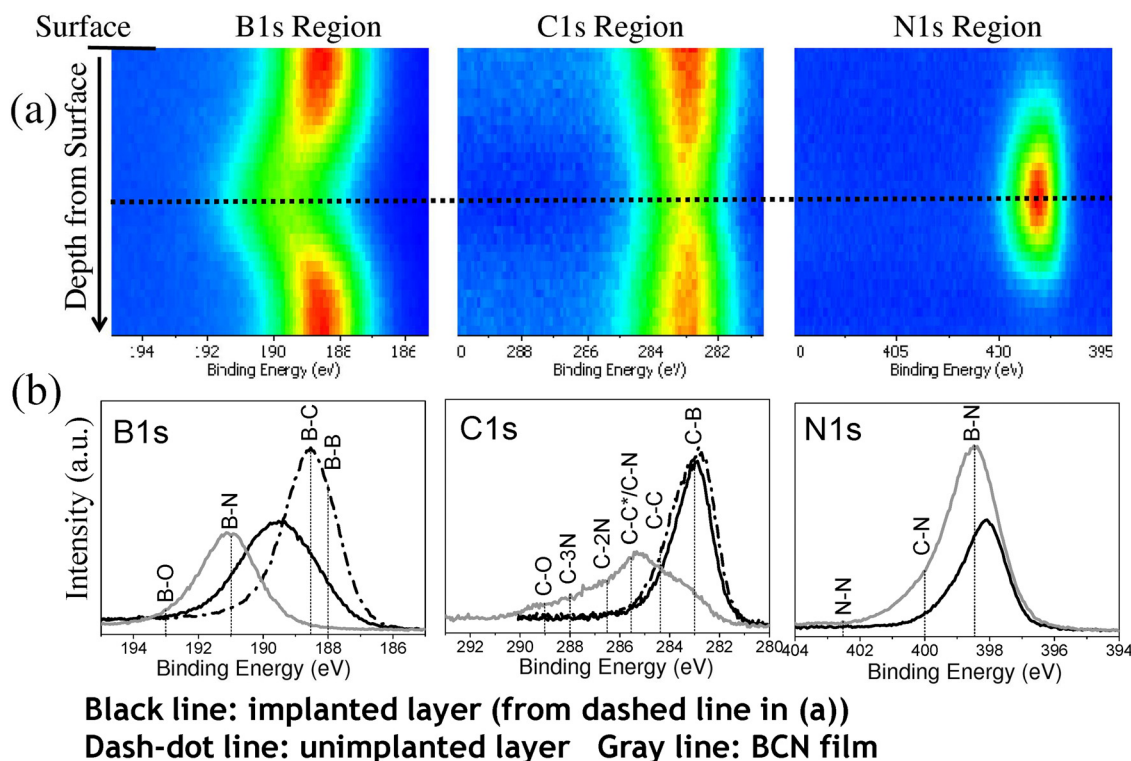 Surface
B1s Region
C1s Region
N1s Region
(a)
Depth from Surface
194 192 190 188 186
Binding Energy (eV)
0 288 286 284 282
Binding Energy (eV)
0 405 400 395
Binding Energy (eV)
(b)
Intensity (a.u.)
B1s
B-O
B-N
B-C
B-B
194 192 190 188 186
Binding Energy (eV)
C1s
C-O
C-3N
C-2N
C-C*/C-N
C-C
C-B
292 290 288 286 284 282 280
Binding Energy (eV)
N1s
N-N
C-N
B-N
404 402 400 398 396 394
Binding Energy (eV)
Black line: implanted layer (from dashed line in (a))
Dash-dot line: unimplanted layer Gray line: BCN film